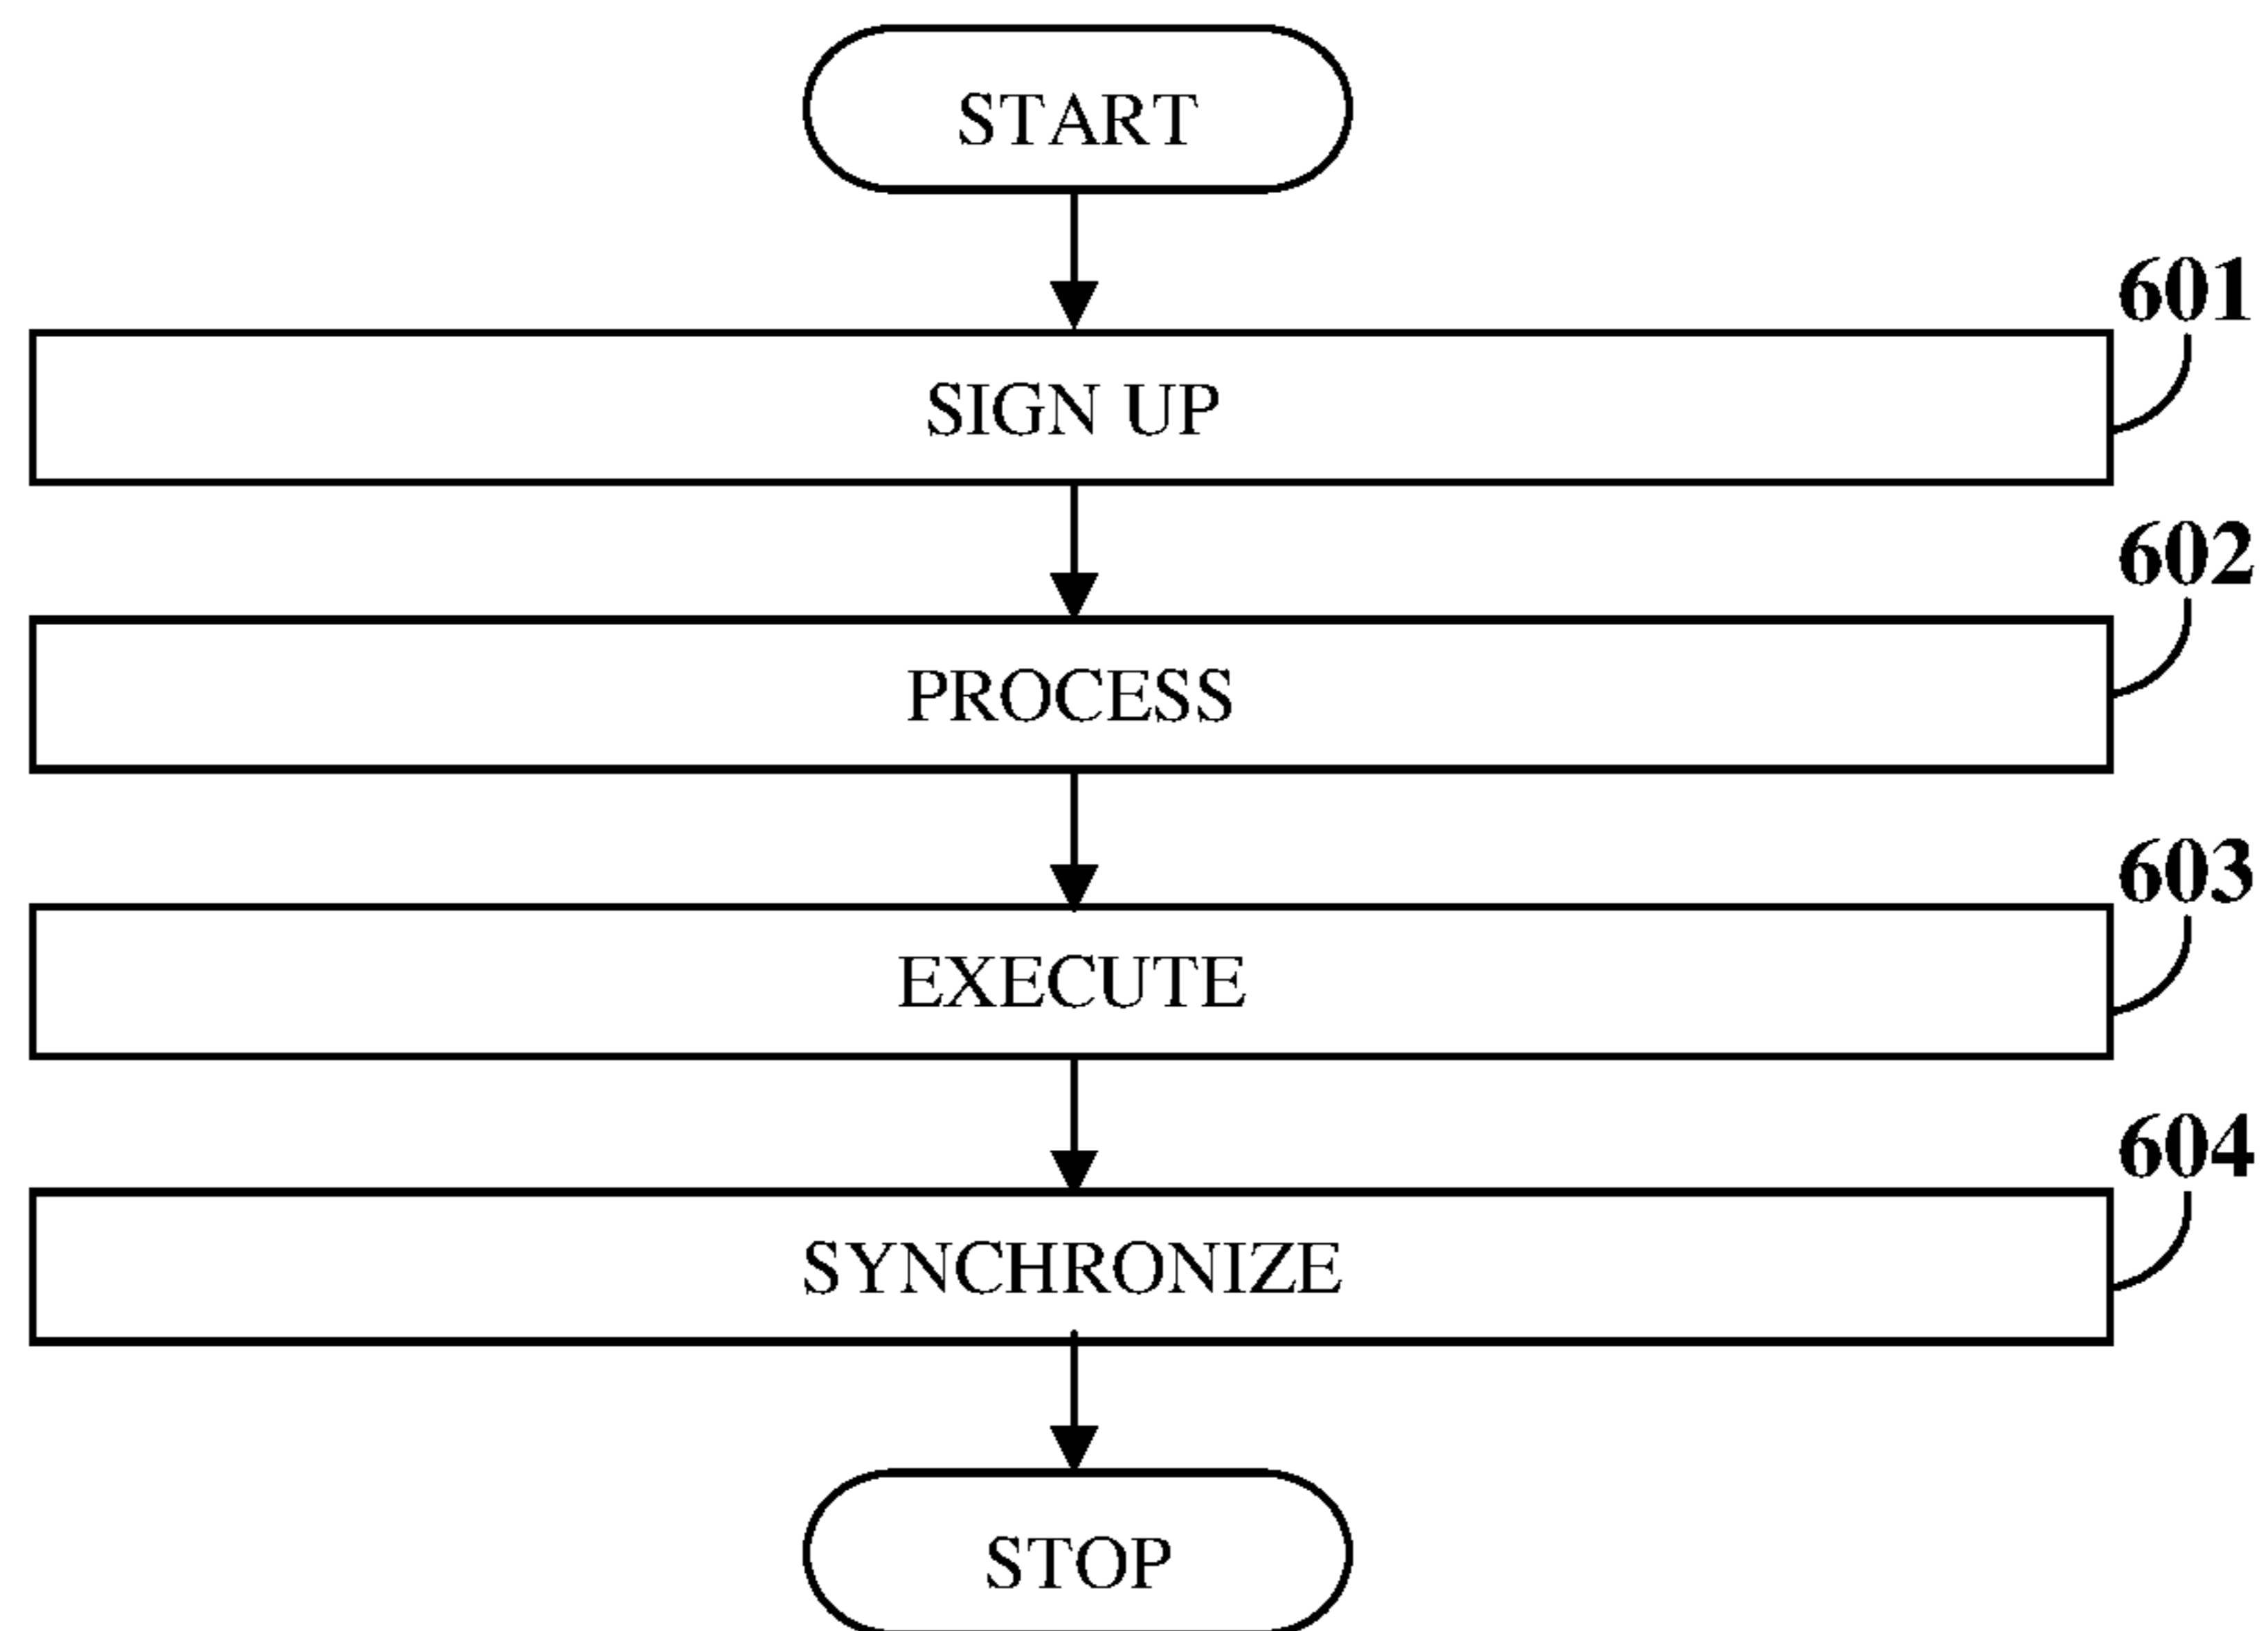 START
601
SIGN UP
602
PROCESS
603
EXECUTE
604
SYNCHRONIZE
STOP